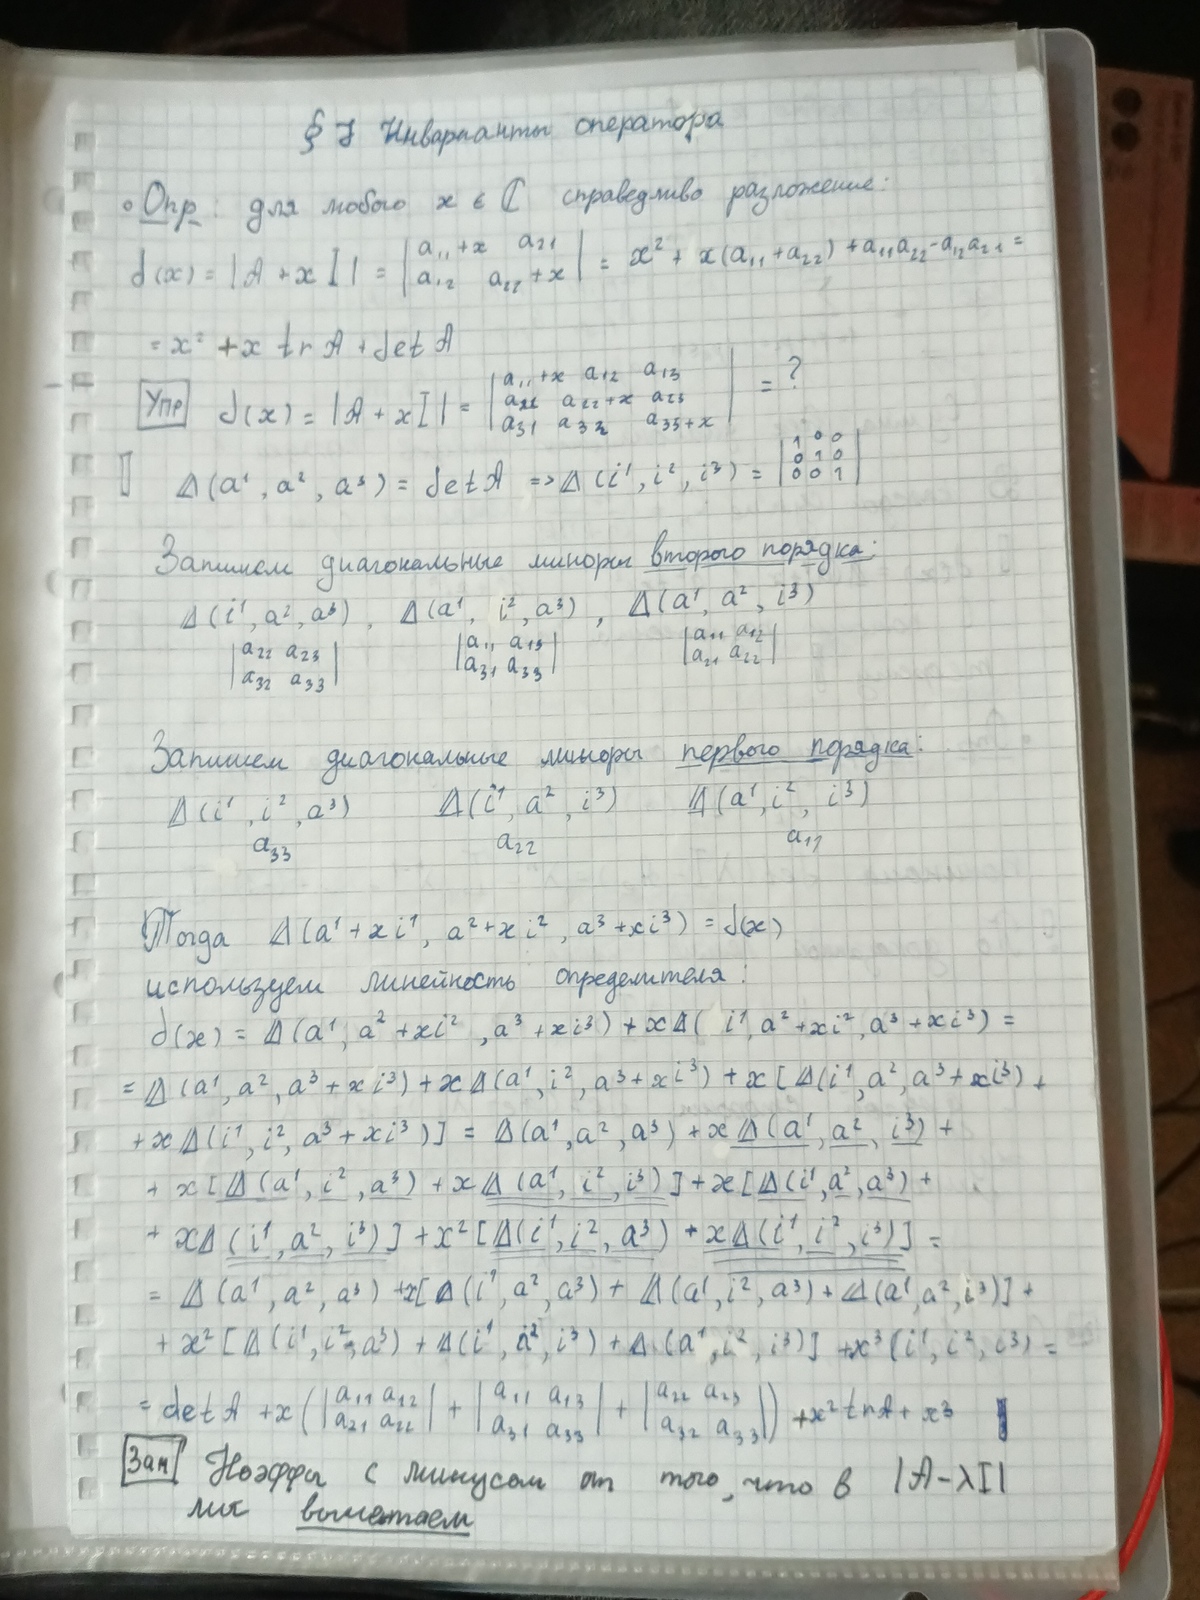 § 7 Инварианты оператора
Опр: для любого x ∈ ℂ справедливо разложение:
d(x) = |A + xI| = |a₁₁+x a₂₁; a₁₂ a₂₂+x| = x² + x(a₁₁+a₂₂) + a₁₁a₂₂-a₁₂a₂₁ =
= x² + x trA + detA
Упр d(x) = |A + xI| = |a₁₁+x a₁₂ a₁₃; a₂₁ a₂₂+x a₂₃; a₃₁ a₃₂ a₃₃+x| = ?
Δ(a¹, a², a³) = detA => Δ(i¹, i², i³) = |1 0 0; 0 1 0; 0 0 1|
Запишем диагональные миноры второго порядка:
Δ(i¹, a², a³), Δ(a¹, i², a³), Δ(a¹, a², i³)
|a₂₂ a₂₃; a₃₂ a₃₃| |a₁₁ a₁₃; a₃₁ a₃₃| |a₁₁ a₁₂; a₂₁ a₂₂|
Запишем диагональные миноры первого порядка:
Δ(i¹, i², a³) Δ(i¹, a², i³) Δ(a¹, i², i³)
a₃₃ a₂₂ a₁₁
Тогда Δ(a¹+xi¹, a²+xi², a³+xi³) = d(x)
используем линейность определителя:
d(x) = Δ(a¹, a²+xi², a³+xi³) + xΔ(i¹, a²+xi², a³+xi³) =
= Δ(a¹, a², a³+xi³) + xΔ(a¹, i², a³+xi³) + x[Δ(i¹, a², a³+xi³) +
+ xΔ(i¹, i², a³+xi³)] = Δ(a¹, a², a³) + xΔ(a¹, a², i³) +
+ x[Δ(a¹, i², a³) + xΔ(a¹, i², i³)] + x[Δ(i¹, a², a³) +
+ xΔ(i¹, a², i³)] + x²[Δ(i¹, i², a³) + xΔ(i¹, i², i³)] =
= Δ(a¹, a², a³) + x[Δ(i¹, a², a³) + Δ(a¹, i², a³) + Δ(a¹, a², i³)] +
+ x²[Δ(i¹, i², a³) + Δ(i¹, a², i³) + Δ(a¹, i², i³)] + x³(i¹, i², i³) =
= detA + x(|a₁₁ a₁₂; a₂₁ a₂₂| + |a₁₁ a₁₃; a₃₁ a₃₃| + |a₂₂ a₂₃; a₃₂ a₃₃|) + x² trA + x³
Зам Коэффы с минусом от того, что в |A - λI|
мы вычитаем